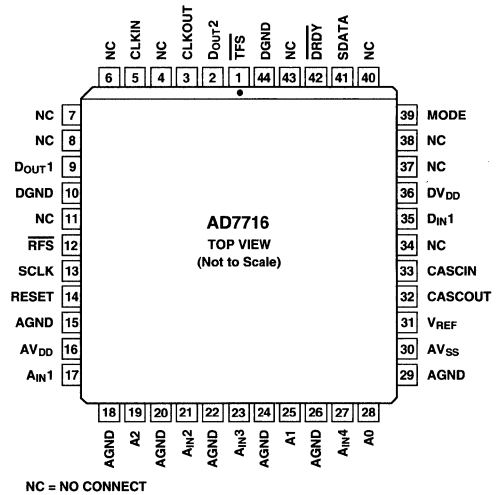 NC
CLKIN
NC
CLKOUT
DOUT2
TFS
DGND
NC
DRDY
SDATA
NC
6 5 4 3 2 1 44 43 42 41 40
NC 7
NC 8
DOUT1 9
DGND 10
NC 11
RFS 12
SCLK 13
RESET 14
AGND 15
AVDD 16
AIN1 17
AD7716
TOP VIEW
(Not to Scale)
39 MODE
38 NC
37 NC
36 DVDD
35 DIN1
34 NC
33 CASCIN
32 CASCOUT
31 VREF
30 AVSS
29 AGND
18 19 20 21 22 23 24 25 26 27 28
AGND
A2
AGND
AIN2
AGND
AIN3
AGND
A1
AGND
AIN4
A0
NC = NO CONNECT